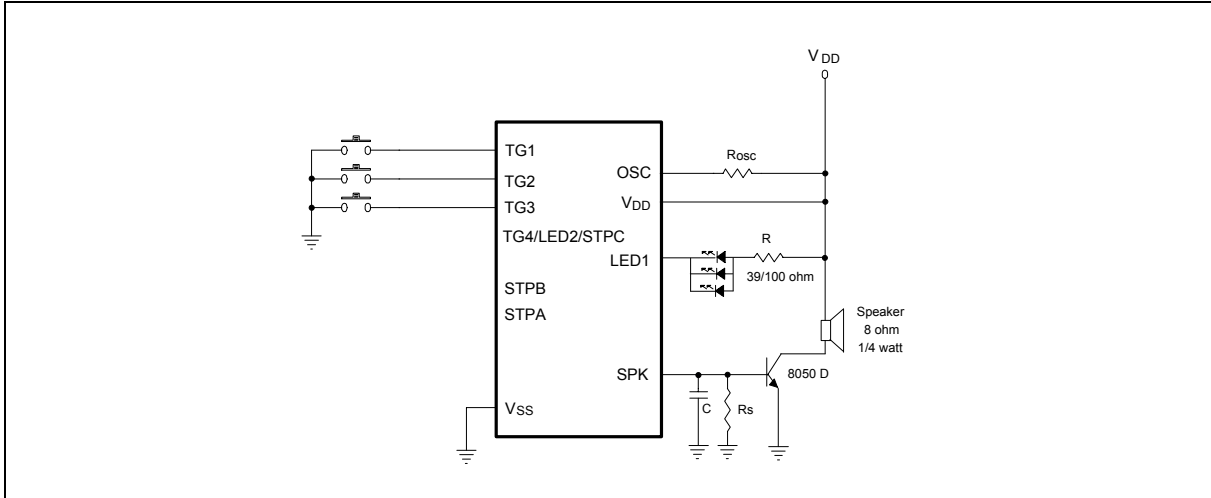 VDD
TG1
TG2
TG3
TG4/LED2/STPC
STPB
STPA
VSS
OSC
VDD
LED1
SPK
Rosc
R
39/100 ohm
Speaker
8 ohm
1/4 watt
8050 D
C
Rs